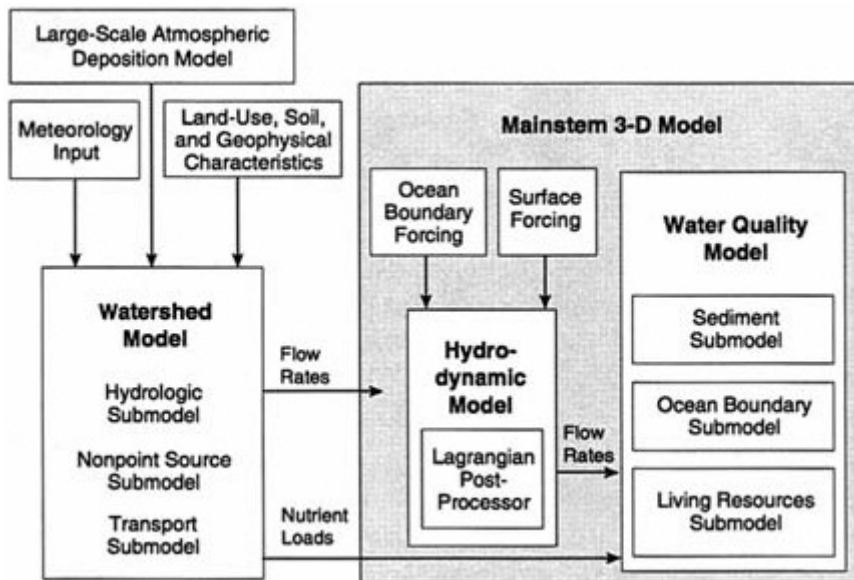 Large-Scale Atmospheric
Deposition Model
Meteorology
Input
Land-Use, Soil,
and Geophysical
Characteristics
Mainstem 3-D Model
Ocean
Boundary
Forcing
Surface
Forcing
Water Quality
Model
Watershed
Model
Hydrologic
Submodel
Nonpoint Source
Submodel
Transport
Submodel
Flow
Rates
Nutrient
Loads
Hydro-
dynamic
Model
Lagrangian
Post-
Processor
Flow
Rates
Sediment
Submodel
Ocean Boundary
Submodel
Living Resources
Submodel